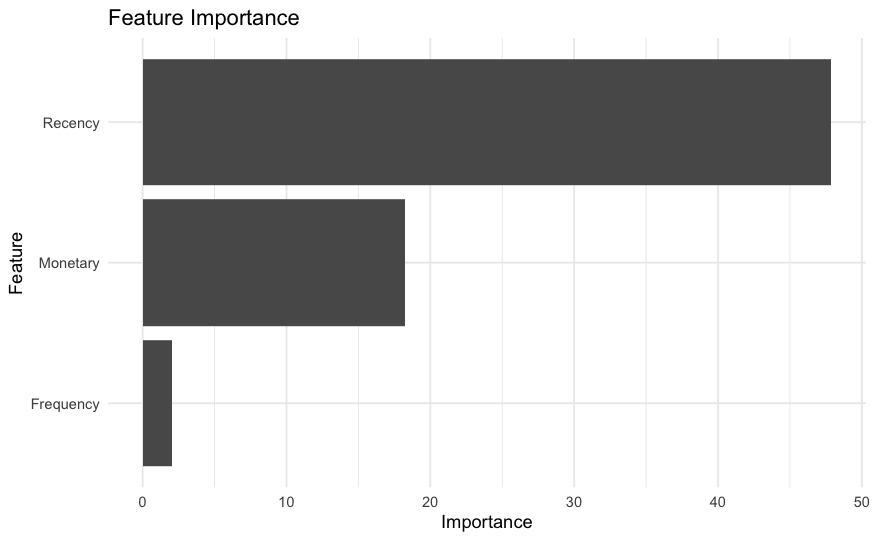 Feature Importance
Feature
Recency
Monetary
Frequency
0 10 20 30 40 50
Importance